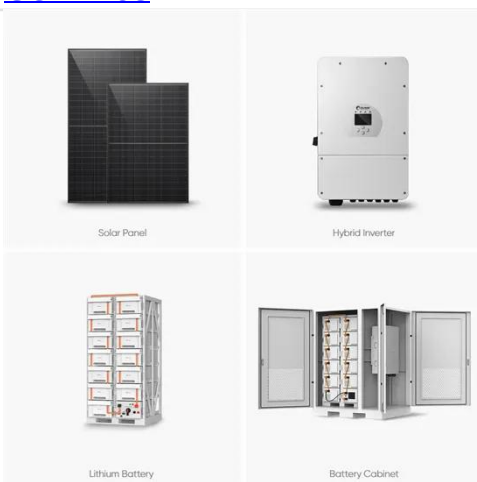 Solar Panel
Hybrid Inverter
Lithium Battery
Battery Cabinet